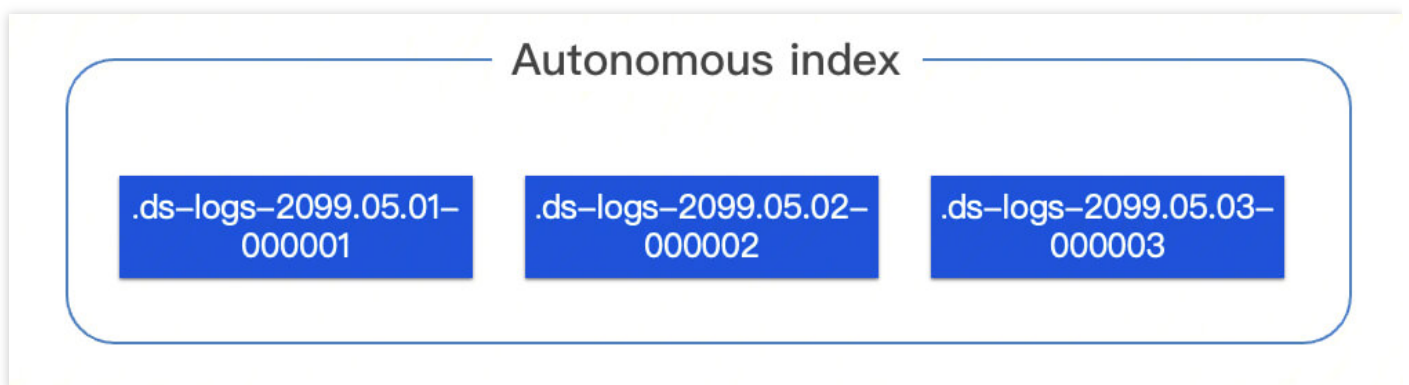 Autonomous index
.ds-logs-2099.05.01-
000001
.ds-logs-2099.05.02-
000002
.ds-logs-2099.05.03-
000003